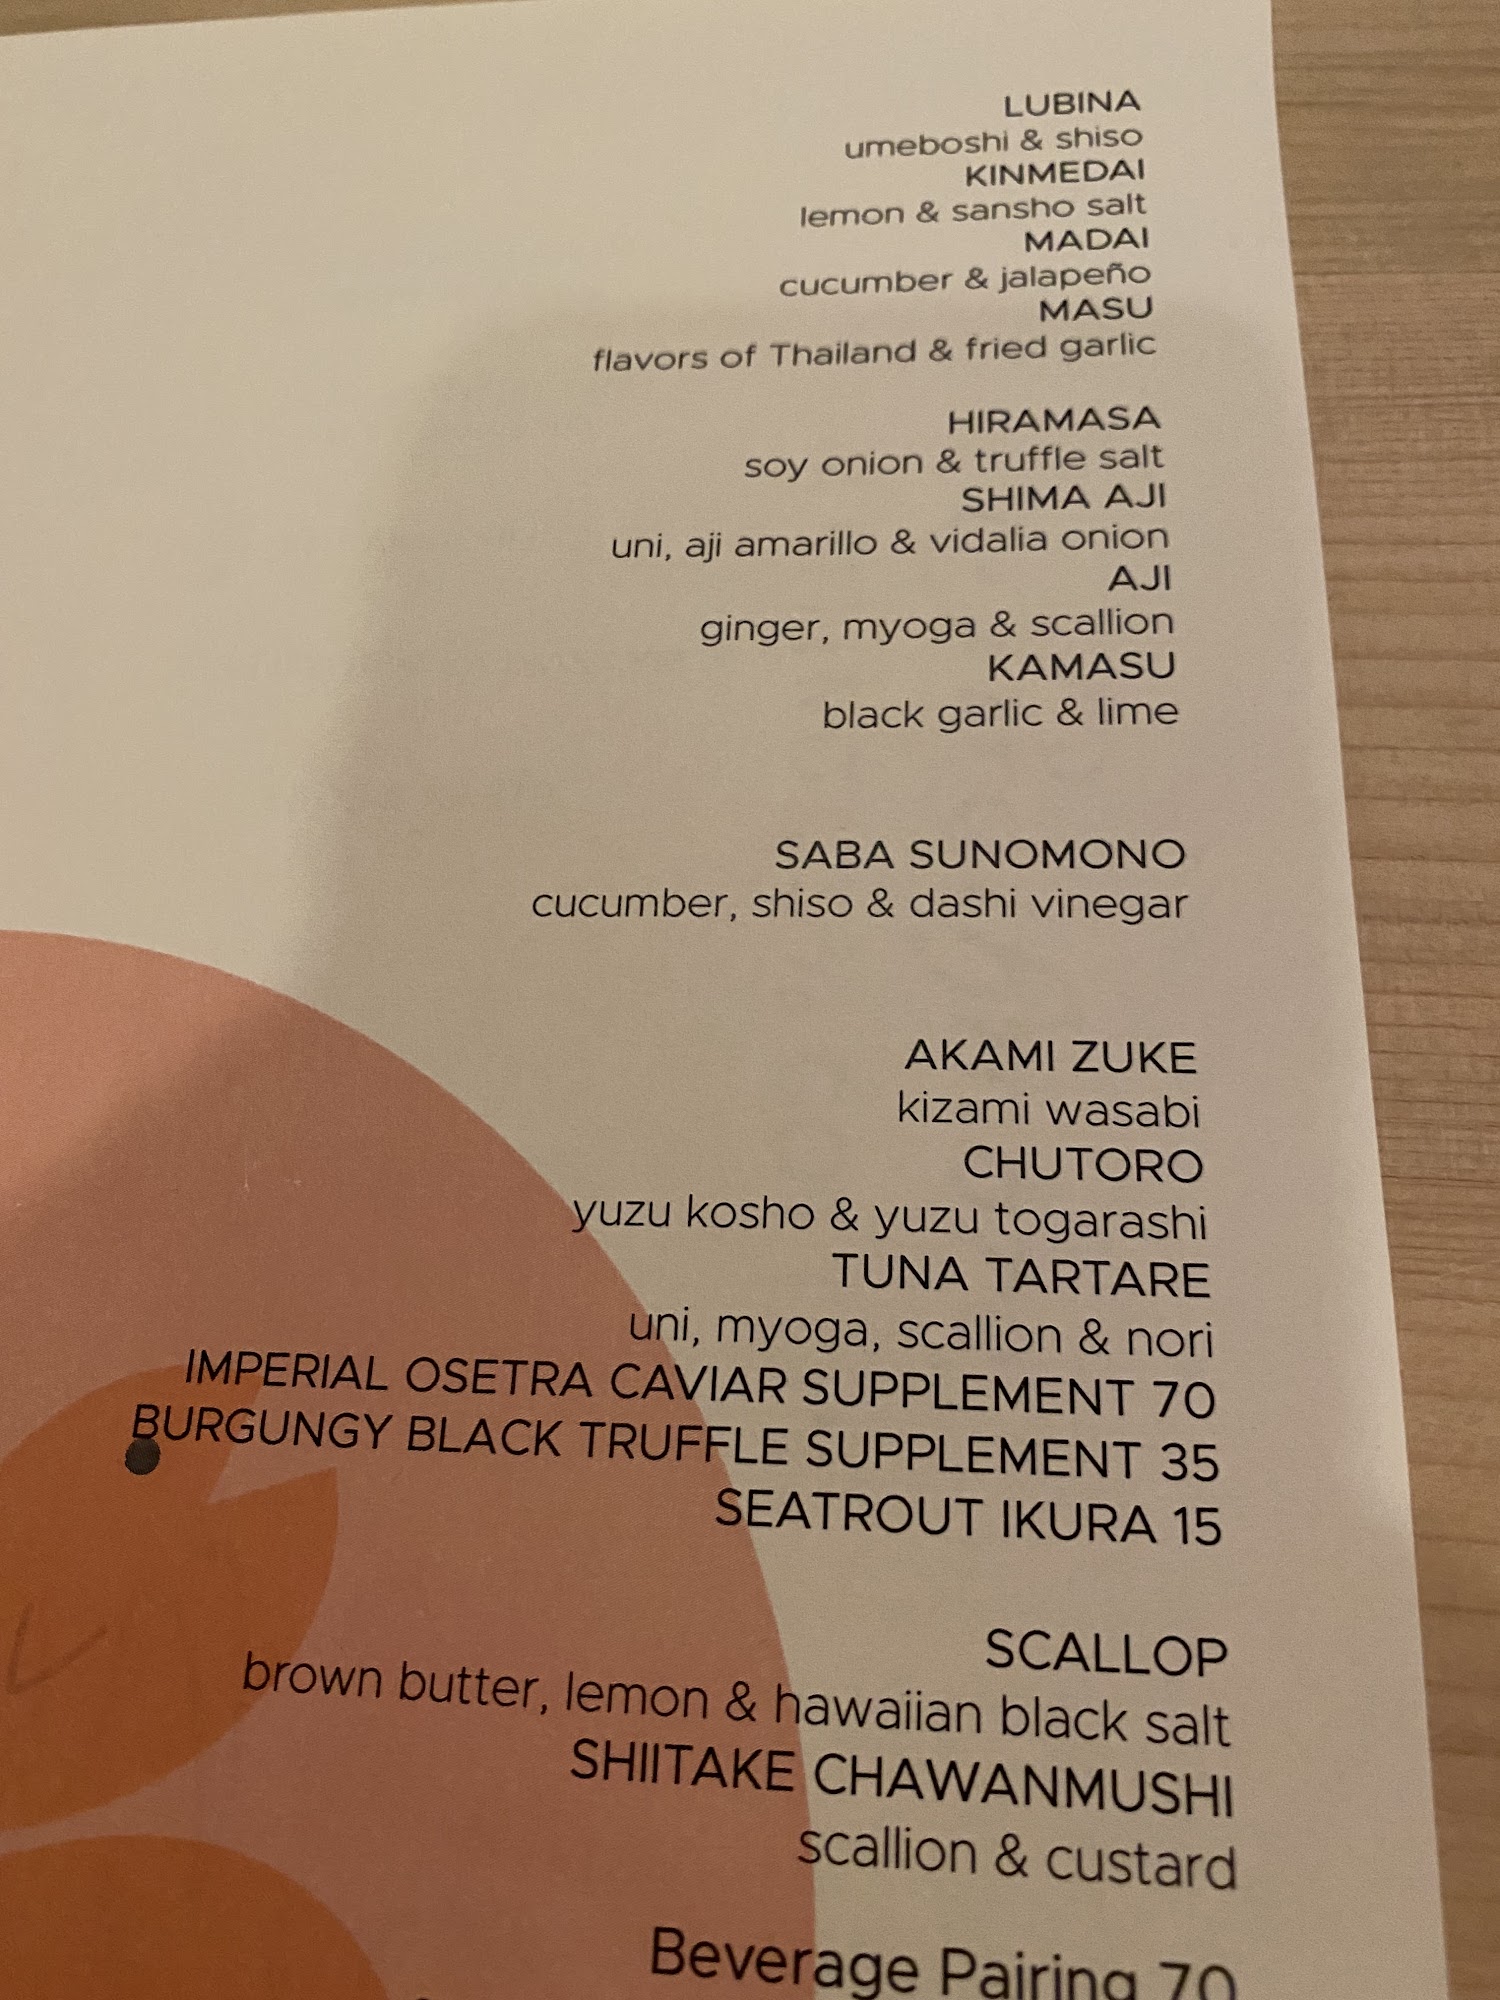 LUBINA
umeboshi & shiso
KINMEDAI
lemon & sansho salt
MADAI
cucumber & jalapeño
MASU
flavors of Thailand & fried garlic
HIRAMASA
soy onion & truffle salt
SHIMA AJI
uni, aji amarillo & vidalia onion
AJI
ginger, myoga & scallion
KAMASU
black garlic & lime
SABA SUNOMONO
cucumber, shiso & dashi vinegar
AKAMI ZUKE
kizami wasabi
CHUTORO
yuzu kosho & yuzu togarashi
TUNA TARTARE
uni, myoga, scallion & nori
IMPERIAL OSETRA CAVIAR SUPPLEMENT 70
BURGUNGY BLACK TRUFFLE SUPPLEMENT 35
SEATROUT IKURA 15
SCALLOP
brown butter, lemon & hawaiian black salt
SHIITAKE CHAWANMUSHI
scallion & custard
Beverage Pairing 70